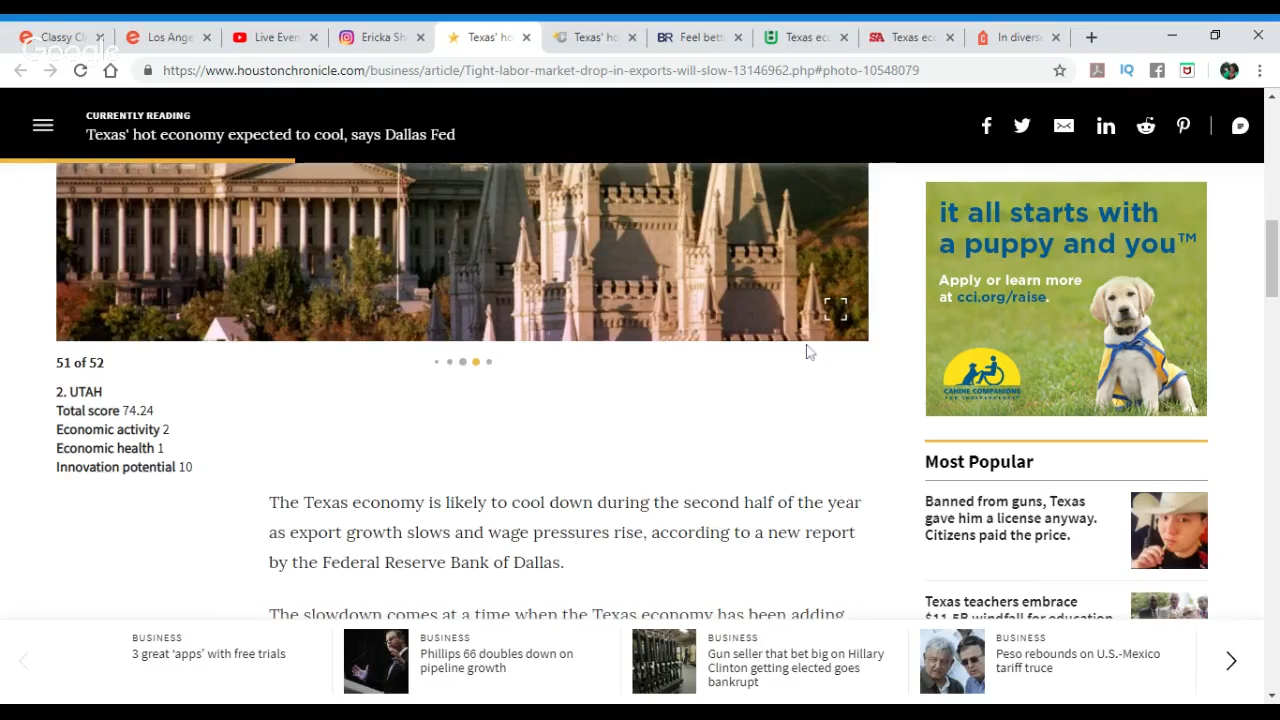 Classy Cl
Los Ange
Live Even
Ericka Sh
Texas' ho
Texas' ho
Feel bett
Texas ec
Texas ec
In divers
Google
https://www.houstonchronicle.com/business/article/Tight-labor-market-drop-in-exports-will-slow-13146962.php#photo-10548079
CURRENTLY READING
Texas' hot economy expected to cool, says Dallas Fed
it all starts with
a puppy and you™
Apply or learn more
at cci.org/raise.
CANINE COMPANIONS
FOR INDEPENDENCE
51 of 52
2. UTAH
Total score 74.24
Economic activity 2
Economic health 1
Innovation potential 10
The Texas economy is likely to cool down during the second half of the year
as export growth slows and wage pressures rise, according to a new report
by the Federal Reserve Bank of Dallas.
The slowdown comes at a time when the Texas economy has been adding
Most Popular
Banned from guns, Texas
gave him a license anyway.
Citizens paid the price.
Texas teachers embrace
$11.5B windfall for education
BUSINESS
3 great ‘apps’ with free trials
BUSINESS
Phillips 66 doubles down on
pipeline growth
BUSINESS
Gun seller that bet big on Hillary
Clinton getting elected goes
bankrupt
BUSINESS
Peso rebounds on U.S.-Mexico
tariff truce